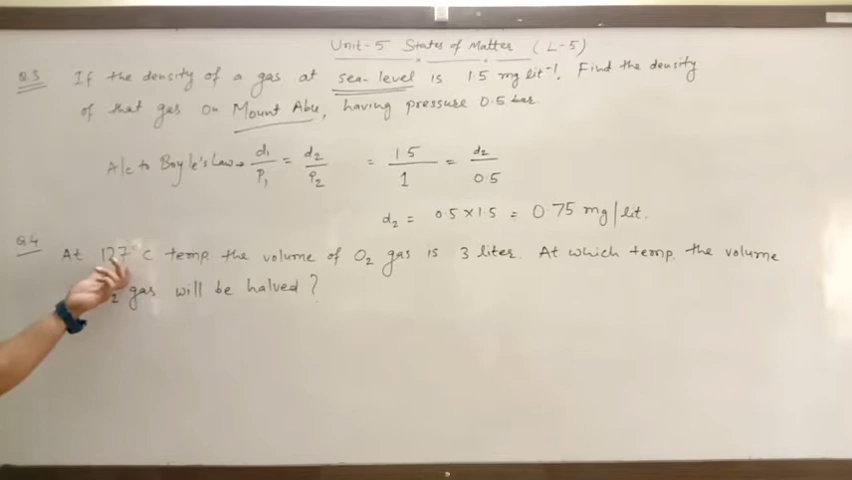 Unit-5 States of Matter (L-5)
Q.3 If the density of a gas at sea-level is 1.5 mg lit⁻¹. Find the density
of that gas on Mount Abu, having pressure 0.5 bar.
A/c to Boyle's Law → d₁/P₁ = d₂/P₂ = 1.5/1 = d₂/0.5
d₂ = 0.5 × 1.5 = 0.75 mg/lit.
Q.4 At 127°C temp. the volume of O₂ gas is 3 liter. At which temp. the volume
₂ gas will be halved?